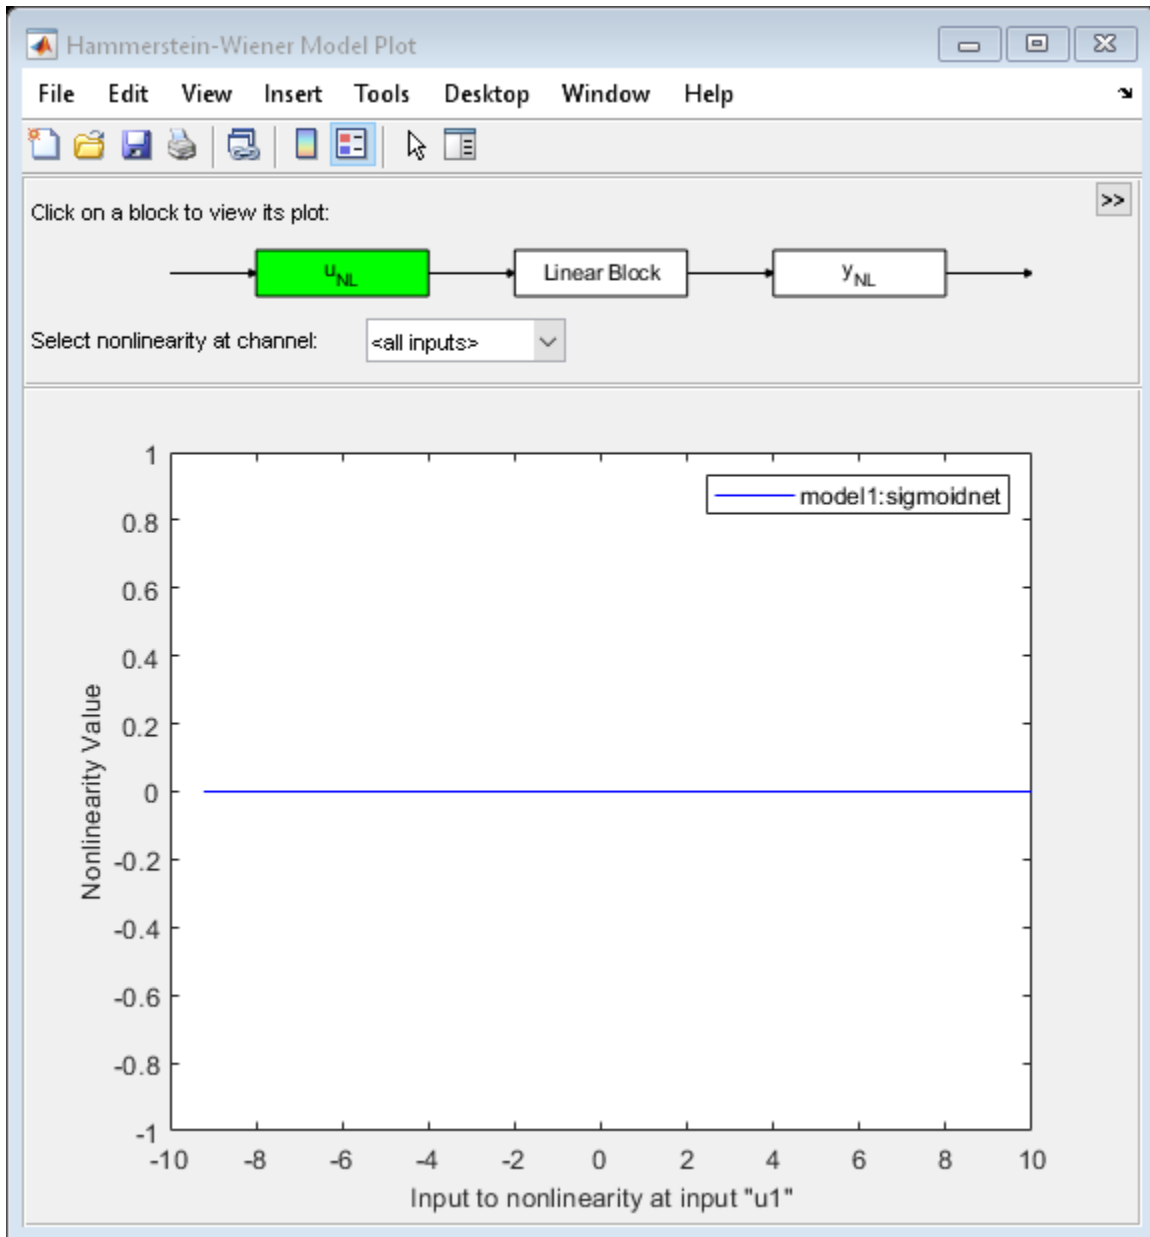 Hammerstein-Wiener Model Plot
File Edit View Insert Tools Desktop Window Help
Click on a block to view its plot:
>>
uNL Linear Block yNL
Select nonlinearity at channel: <all inputs>
model1:sigmoidnet
1
0.8
0.6
0.4
0.2
0
-0.2
-0.4
-0.6
-0.8
-1
Nonlinearity Value
-10 -8 -6 -4 -2 0 2 4 6 8 10
Input to nonlinearity at input "u1"